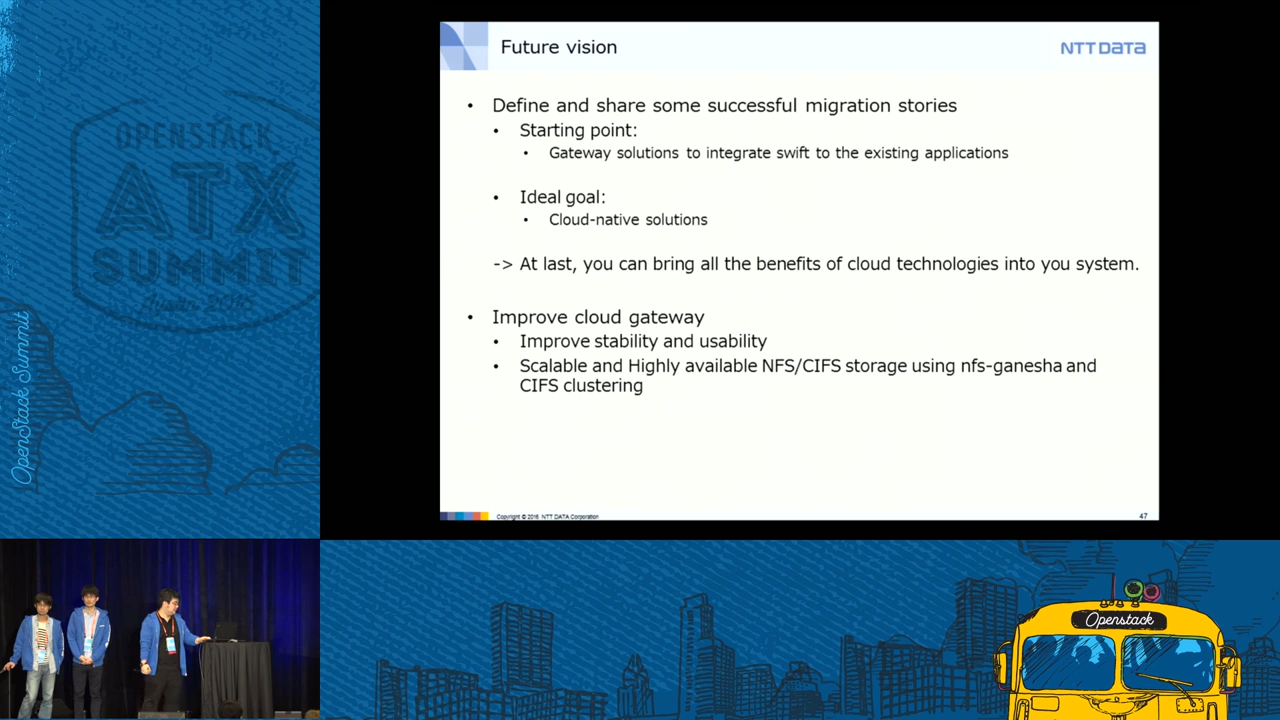 OPENSTACK
ATX
SUMMIT
Austin 2016
OpenStack Summit
Future vision
NTT DATA
• Define and share some successful migration stories
• Starting point:
• Gateway solutions to integrate swift to the existing applications
• Ideal goal:
• Cloud-native solutions
-> At last, you can bring all the benefits of cloud technologies into you system.
• Improve cloud gateway
• Improve stability and usability
• Scalable and Highly available NFS/CIFS storage using nfs-ganesha and
CIFS clustering
Copyright © 2016 NTT DATA Corporation
47
Openstack